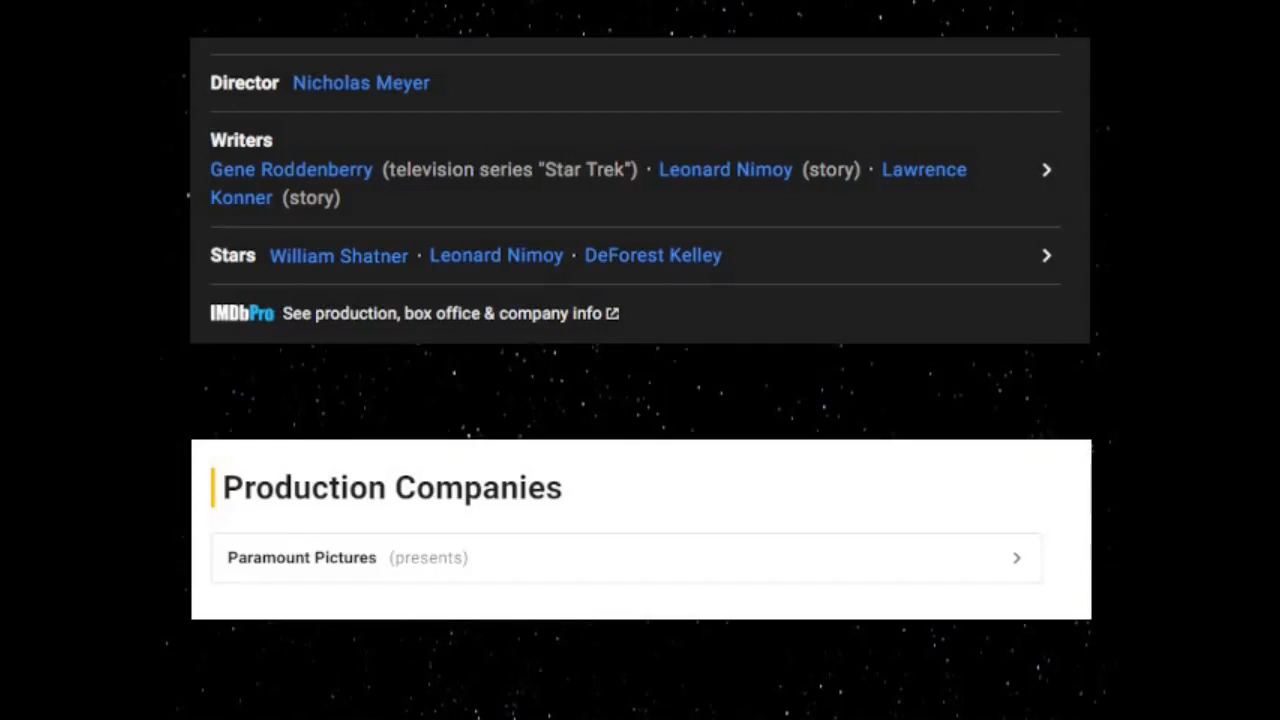 Director Nicholas Meyer
Writers
Gene Roddenberry (television series "Star Trek") · Leonard Nimoy (story) · Lawrence
Konner (story)
Stars William Shatner · Leonard Nimoy · DeForest Kelley
IMDbPro See production, box office & company info
Production Companies
Paramount Pictures (presents)